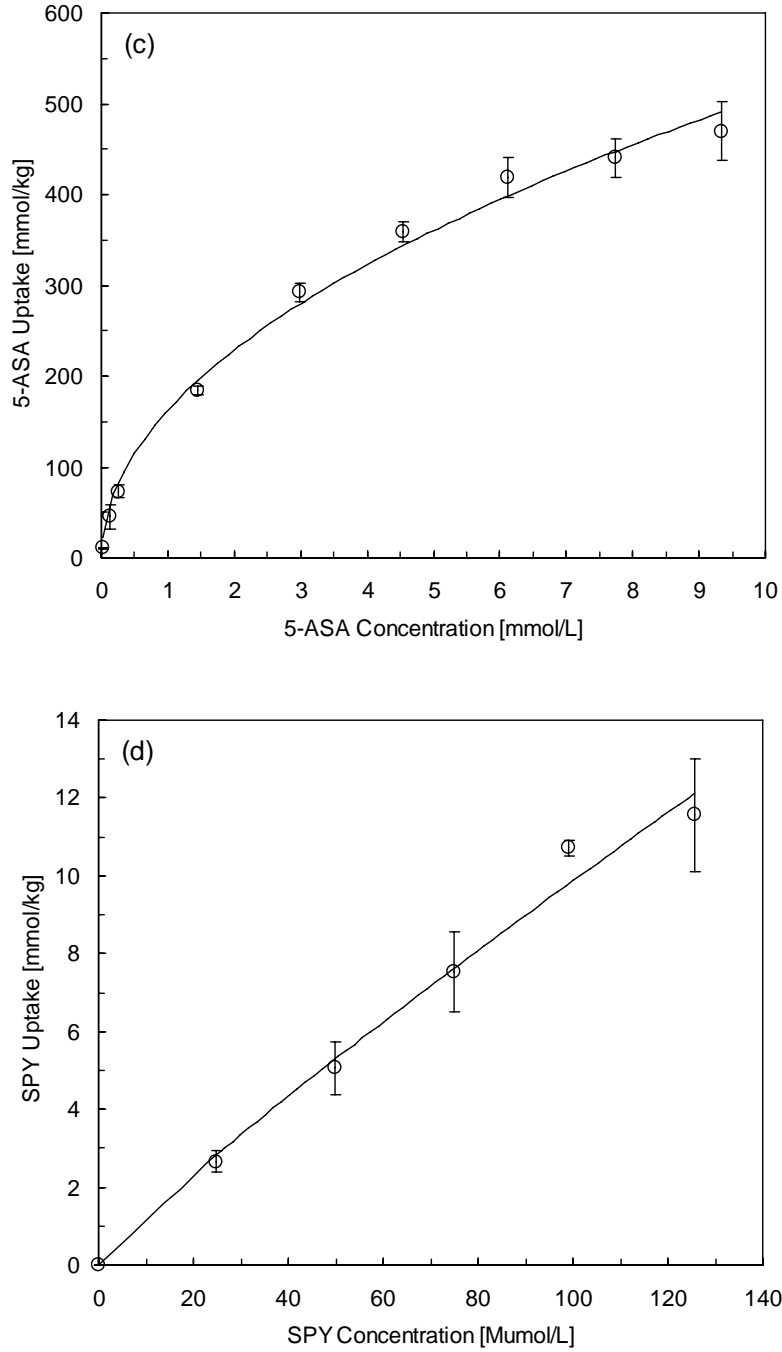 (c)
600
500
400
300
200
100
0
5-ASA Uptake [mmol/kg]
0 1 2 3 4 5 6 7 8 9 10
5-ASA Concentration [mmol/L]
(d)
14
12
10
8
6
4
2
0
SPY Uptake [mmol/kg]
0 20 40 60 80 100 120 140
SPY Concentration [Mumol/L]